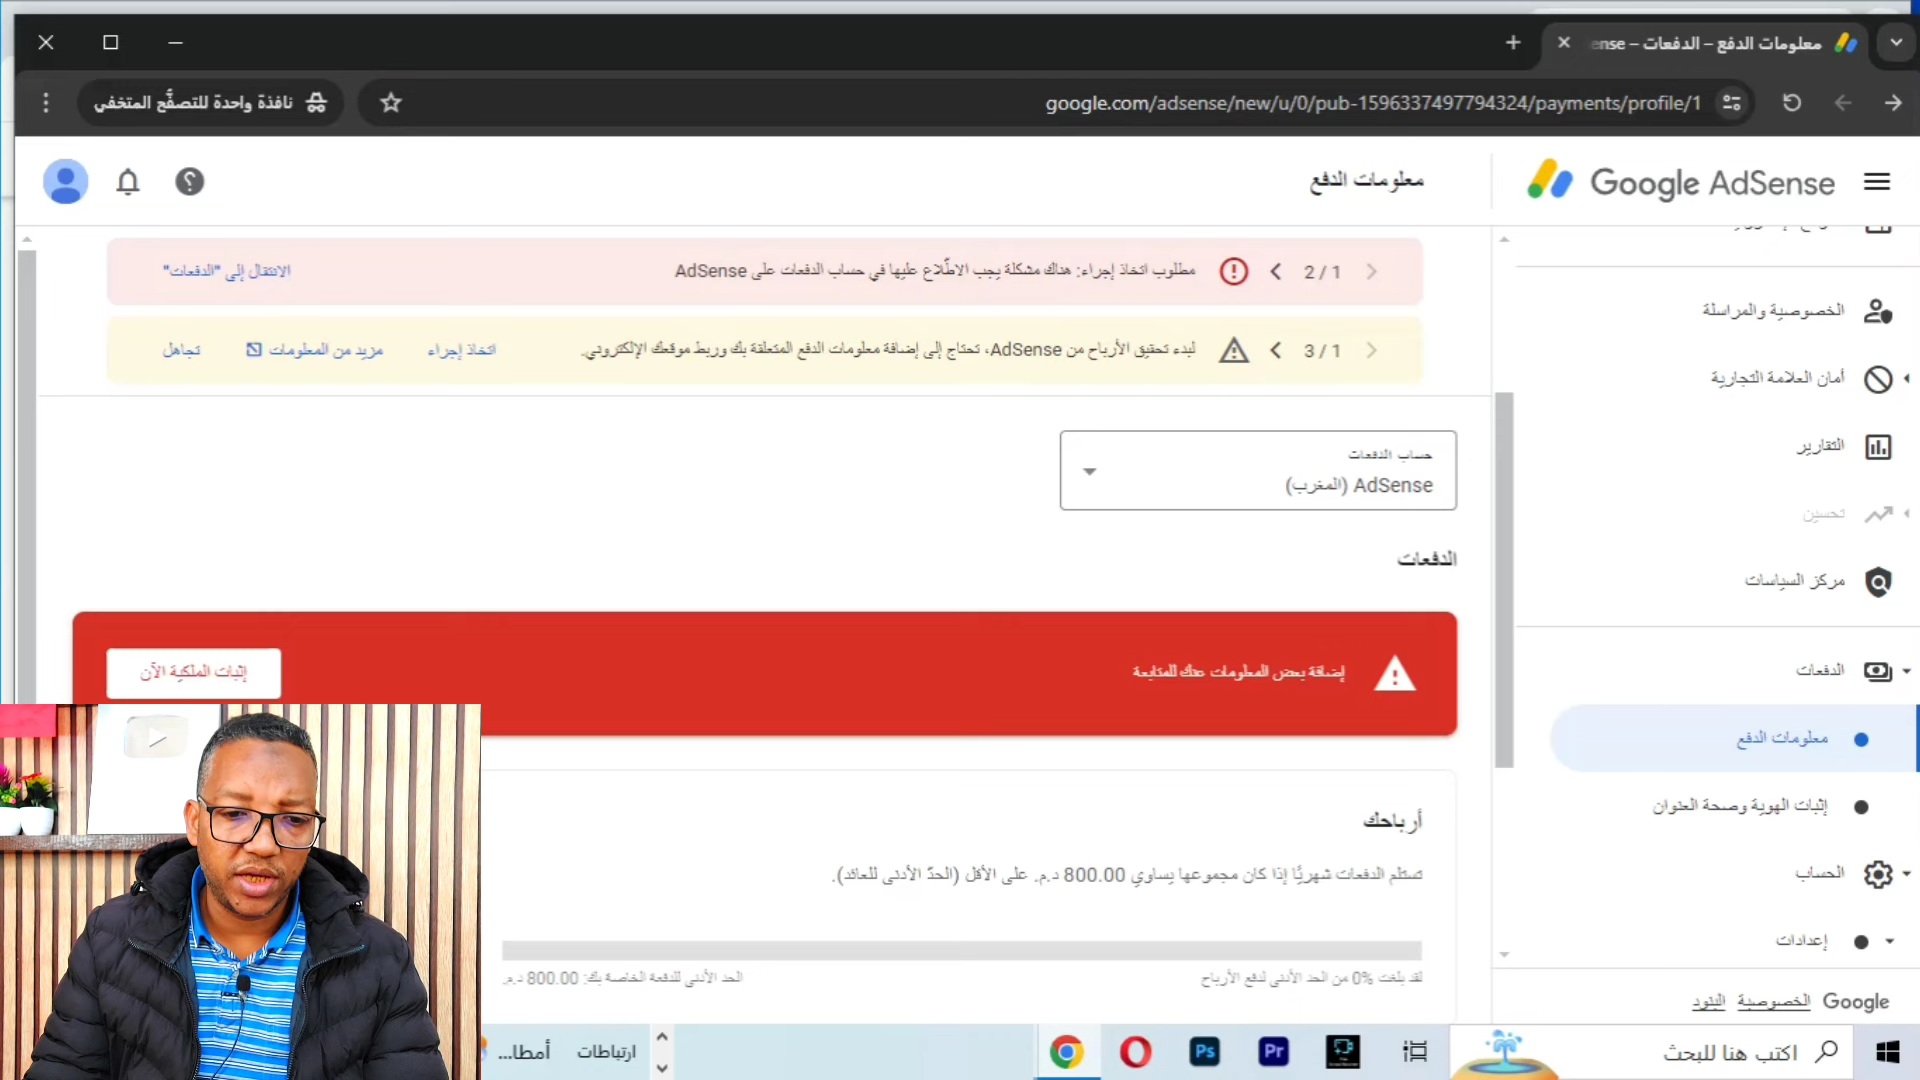 معلومات الدفع – الدفعات – ense
google.com/adsense/new/u/0/pub-1596337497794324/payments/profile/1
نافذة واحدة للتصفُّح المتخفي
Google AdSense
معلومات الدفع
2 / 1
مطلوب اتخاذ إجراء: هناك مشكلة يجب الاطّلاع عليها في حساب الدفعات على AdSense
الانتقال إلى "الدفعات"
3 / 1
لبدء تحقيق الأرباح من AdSense، تحتاج إلى إضافة معلومات الدفع المتعلقة بك وربط موقعك الإلكتروني.
اتخاذ إجراء
مزيد من المعلومات
تجاهل
الخصوصية والمراسلة
أمان العلامة التجارية
التقارير
تحسين
مركز السياسات
الدفعات
معلومات الدفع
إثبات الهوية وصحة العنوان
الحساب
إعدادات
Google الخصوصية البنود
حساب الدفعات
AdSense (المغرب)
الدفعات
إضافة بعض المعلومات عنك للمتابعة
إثبات الملكية الآن
أرباحك
تستلم الدفعات شهريًا إذا كان مجموعها يساوي 800.00 د.م. على الأقل (الحدّ الأدنى للعائد).
لقد بلغت 0% من الحد الأدنى لدفع الأرباح
الحد الأدنى للدفعة الخاصة بك: 800.00 د.م.
اكتب هنا للبحث
Pr
Ps
ارتباطات
أمطا...